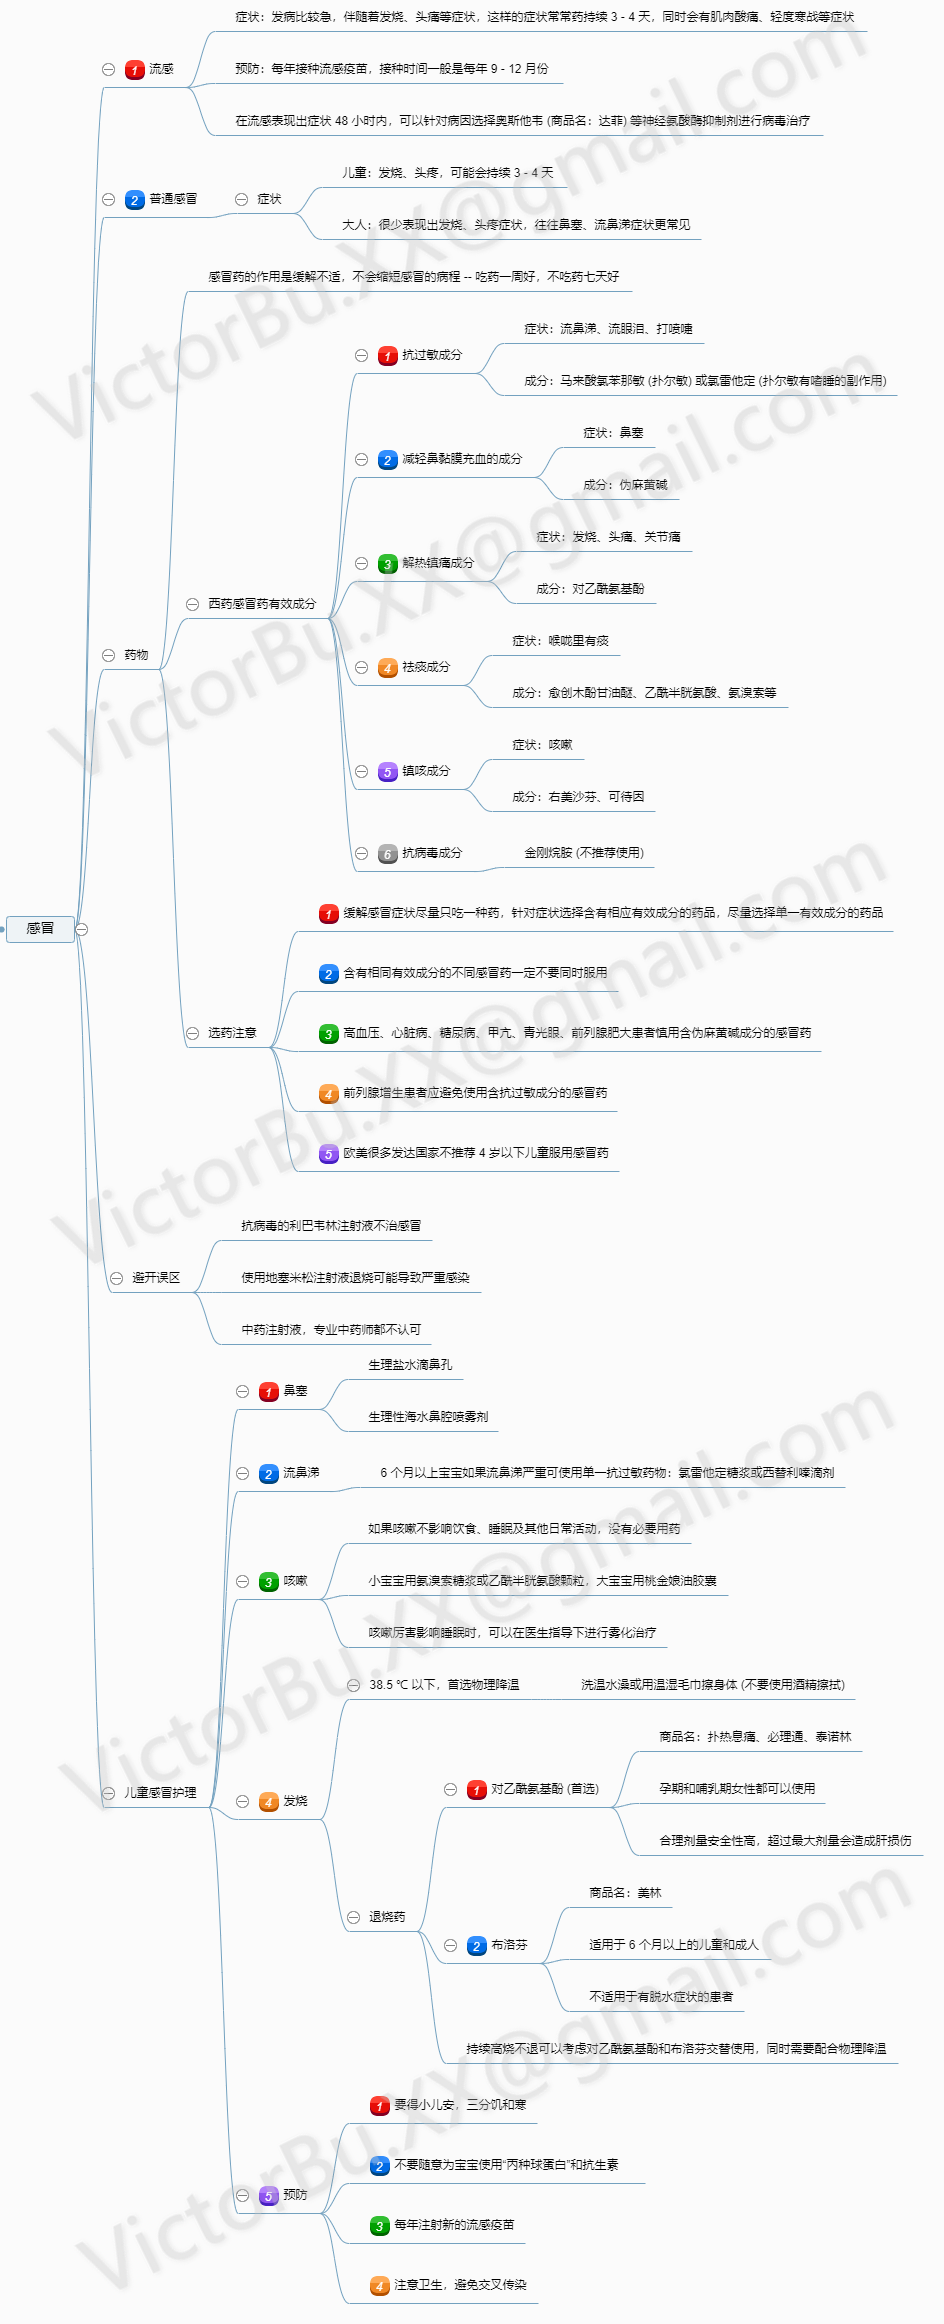 感冒
1 流感
症状：发病比较急，伴随着发烧、头痛等症状，这样的症状常常药持续 3 - 4 天，同时会有肌肉酸痛、轻度寒战等症状
预防：每年接种流感疫苗，接种时间一般是每年 9 - 12 月份
在流感表现出症状 48 小时内，可以针对病因选择奥斯他韦 (商品名：达菲) 等神经氨酸酶抑制剂进行病毒治疗
2 普通感冒
症状
儿童：发烧、头疼，可能会持续 3 - 4 天
大人：很少表现出发烧、头疼症状，往往鼻塞、流鼻涕症状更常见
药物
感冒药的作用是缓解不适，不会缩短感冒的病程 -- 吃药一周好，不吃药七天好
西药感冒药有效成分
1 抗过敏成分
症状：流鼻涕、流眼泪、打喷嚏
成分：马来酸氨苯那敏 (扑尔敏) 或氯雷他定 (扑尔敏有嗜睡的副作用)
2 减轻鼻黏膜充血的成分
症状：鼻塞
成分：伪麻黄碱
3 解热镇痛成分
症状：发烧、头痛、关节痛
成分：对乙酰氨基酚
4 祛痰成分
症状：喉咙里有痰
成分：愈创木酚甘油醚、乙酰半胱氨酸、氨溴索等
5 镇咳成分
症状：咳嗽
成分：右美沙芬、可待因
6 抗病毒成分
金刚烷胺 (不推荐使用)
选药注意
1 缓解感冒症状尽量只吃一种药，针对症状选择含有相应有效成分的药品，尽量选择单一有效成分的药品
2 含有相同有效成分的不同感冒药一定不要同时服用
3 高血压、心脏病、糖尿病、甲亢、青光眼、前列腺肥大患者慎用含伪麻黄碱成分的感冒药
4 前列腺增生患者应避免使用含抗过敏成分的感冒药
5 欧美很多发达国家不推荐 4 岁以下儿童服用感冒药
避开误区
抗病毒的利巴韦林注射液不治感冒
使用地塞米松注射液退烧可能导致严重感染
中药注射液，专业中药师都不认可
儿童感冒护理
1 鼻塞
生理盐水滴鼻孔
生理性海水鼻腔喷雾剂
2 流鼻涕
6 个月以上宝宝如果流鼻涕严重可使用单一抗过敏药物：氯雷他定糖浆或西替利嗪滴剂
3 咳嗽
如果咳嗽不影响饮食、睡眠及其他日常活动，没有必要用药
小宝宝用氨溴索糖浆或乙酰半胱氨酸颗粒，大宝宝用桃金娘油胶囊
咳嗽厉害影响睡眠时，可以在医生指导下进行雾化治疗
4 发烧
38.5 ℃ 以下，首选物理降温
洗温水澡或用温湿毛巾擦身体 (不要使用酒精擦拭)
退烧药
1 对乙酰氨基酚 (首选)
商品名：扑热息痛、必理通、泰诺林
孕期和哺乳期女性都可以使用
合理剂量安全性高，超过最大剂量会造成肝损伤
2 布洛芬
商品名：美林
适用于 6 个月以上的儿童和成人
不适用于有脱水症状的患者
持续高烧不退可以考虑对乙酰氨基酚和布洛芬交替使用，同时需要配合物理降温
5 预防
1 要得小儿安，三分饥和寒
2 不要随意为宝宝使用“丙种球蛋白”和抗生素
3 每年注射新的流感疫苗
4 注意卫生，避免交叉传染
VictorBu.XX@gmail.com
VictorBu.XX@gmail.com
VictorBu.XX@gmail.com
VictorBu.XX@gmail.com
VictorBu.XX@gmail.com